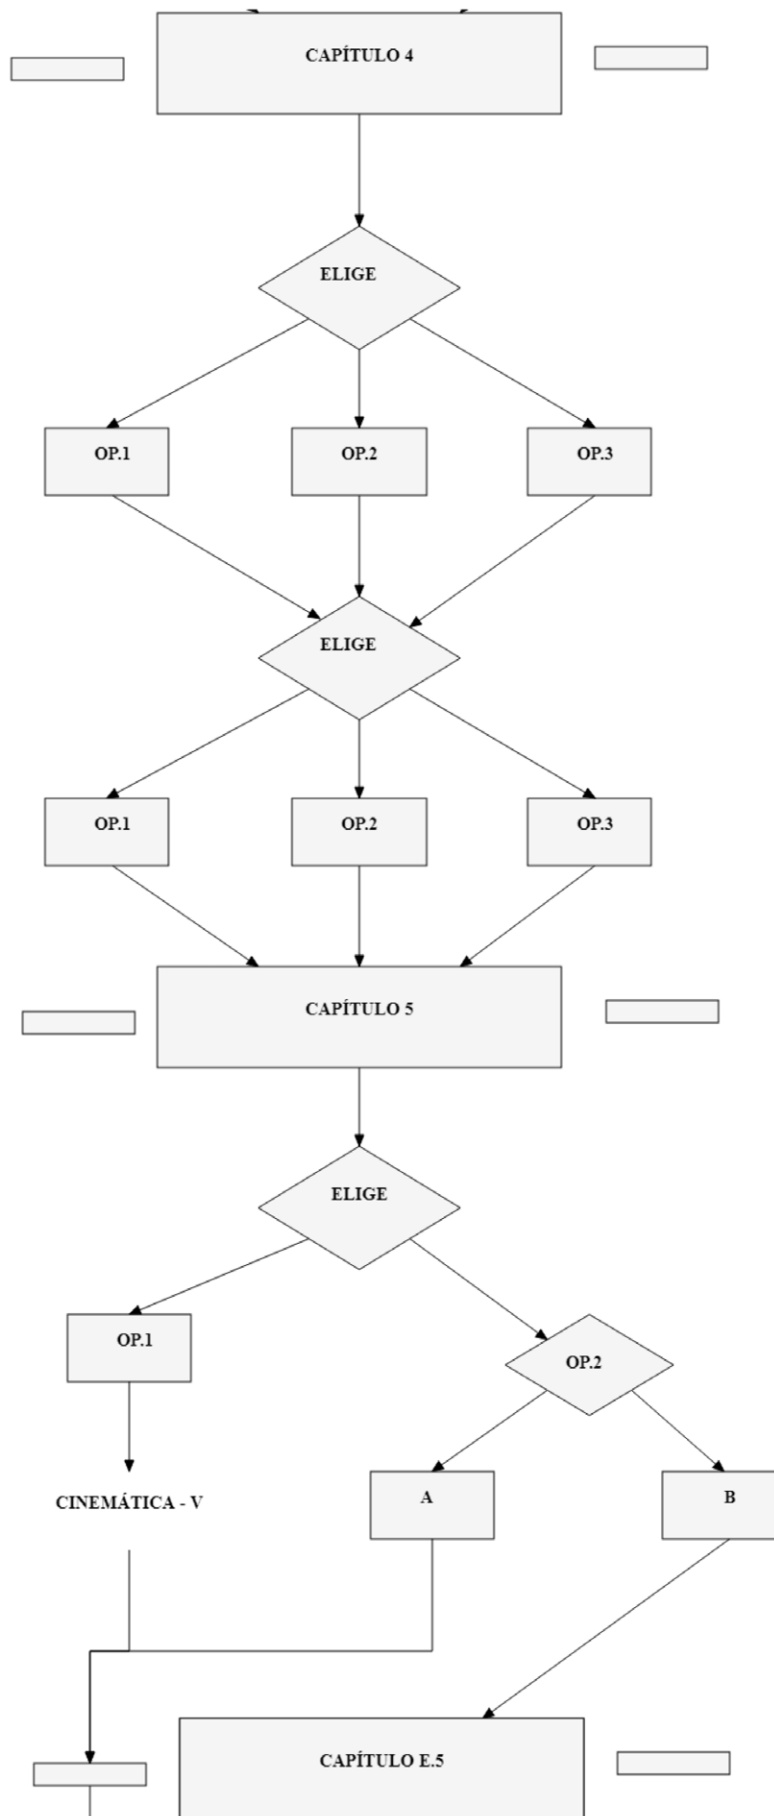 CAPÍTULO 4
ELIGE
OP.1
OP.2
OP.3
ELIGE
OP.1
OP.2
OP.3
CAPÍTULO 5
ELIGE
OP.1
OP.2
CINEMÁTICA - V
A
B
CAPÍTULO E.5